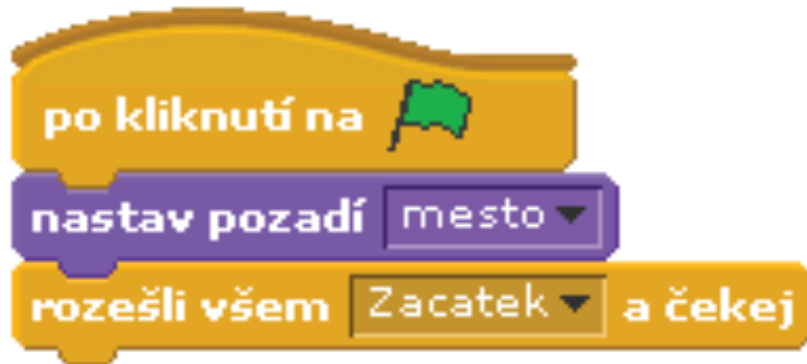 po kliknutí na
nastav pozadí mesto
rozešli všem Zacatek a čekej